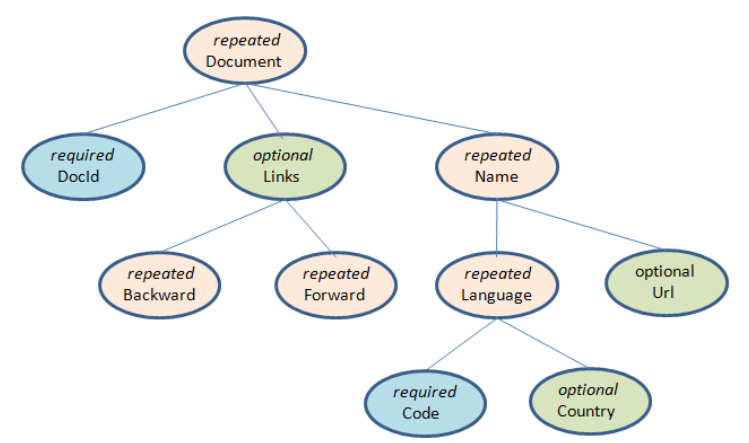 repeated
Document
required
DocId
optional
Links
repeated
Name
repeated
Backward
repeated
Forward
repeated
Language
optional
Url
required
Code
optional
Country